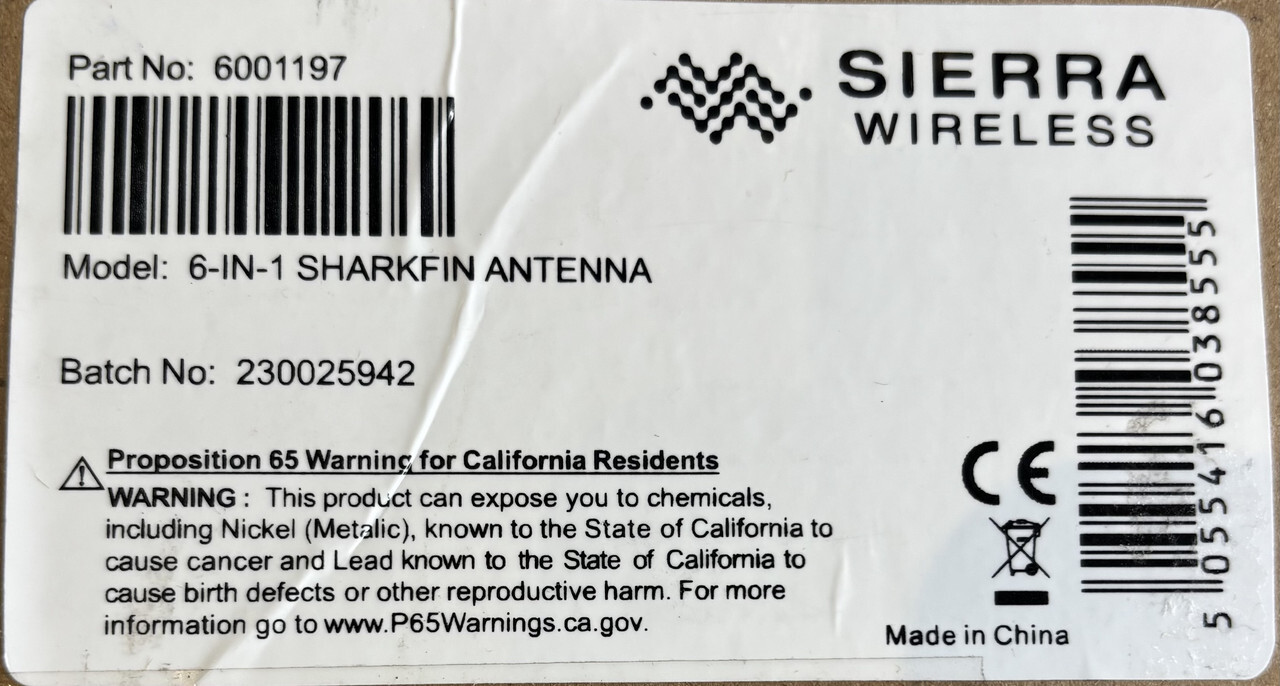 Part No: 6001197
SIERRA
WIRELESS
Model: 6-IN-1 SHARKFIN ANTENNA
Batch No: 230025942
Proposition 65 Warning for California Residents
WARNING : This product can expose you to chemicals,
including Nickel (Metalic), known to the State of California to
cause cancer and Lead known to the State of California to
cause birth defects or other reproductive harm. For more
information go to www.P65Warnings.ca.gov.
CE
Made in China
5 055416 038555